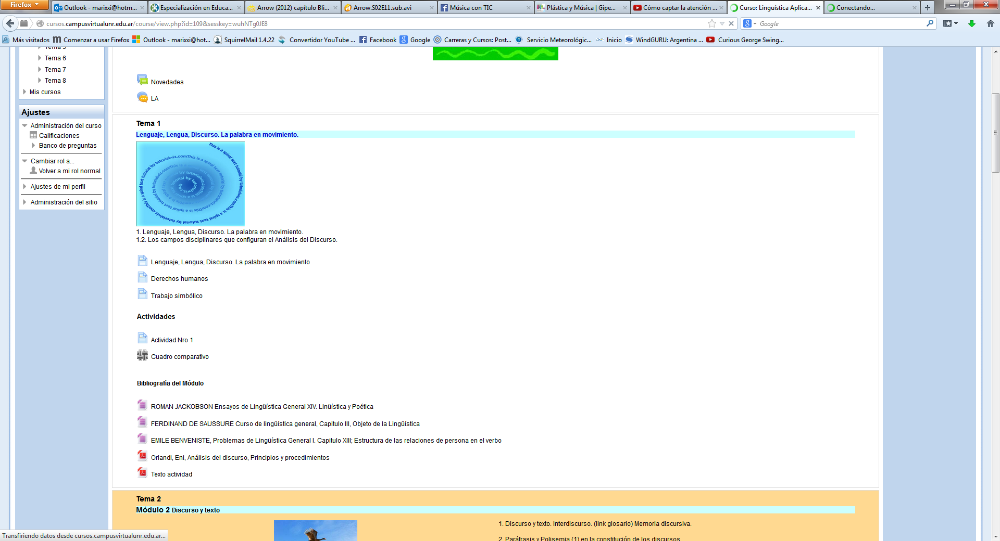 Firefox
Outlook - marixxi@hotm...
Especialización en Educa...
Arrow (2012) capítulo Bli...
Arrow.S02E11.sub.avi
Música con TIC
Plástica y Música | Gipe...
Cómo captar la atención ...
Curso: Linguística Aplica...
Conectando...
cursos.campusvirtualunr.edu.ar/course/view.php?id=109&sesskey=wuhNTg0JE8
Google
Más visitados
Comenzar a usar Firefox
Outlook - marixxi@hot...
SquirrelMail 1.4.22
Convertidor YouTube ...
Facebook
Google
Carreras y Cursos: Post...
Servicio Meteorológic...
Inicio
WindGURU: Argentina ...
Curious George Swing...
Tema 5
Tema 6
Tema 7
Tema 8
Mis cursos
Ajustes
Administración del curso
Calificaciones
Banco de preguntas
Cambiar rol a...
Volver a mi rol normal
Ajustes de mi perfil
Administración del sitio
Novedades
LA
Tema 1
Lenguaje, Lengua, Discurso. La palabra en movimiento.
This is a spiral text tutorial by tutorialwiz.comThis is a spiral text tutorial by tutorialwiz.com
1. Lenguaje, Lengua, Discurso. La palabra en movimiento.
1.2. Los campos disciplinares que configuran el Análisis del Discurso.
Lenguaje, Lengua, Discurso. La palabra en movimiento
Derechos humanos
Trabajo simbólico
Actividades
Actividad Nro 1
Cuadro comparativo
Bibliografía del Módulo
ROMAN JACKOBSON Ensayos de Lingüística General XIV. Linüística y Poética
FERDINAND DE SAUSSURE Curso de lingüística general, Capitulo III, Objeto de la Lingüística
EMILE BENVENISTE, Problemas de Lingüística General I. Capitulo XIII; Estructura de las relaciones de persona en el verbo
Orlandi, Eni, Análisis del discurso, Principios y procedimientos
Texto actividad
Tema 2
Módulo 2 Discurso y texto
1. Discurso y texto. Interdiscurso. (link glosario) Memoria discursiva.
2. Paráfrasis y Polisemia (1) en la constitución de los discursos
Transfiriendo datos desde cursos.campusvirtualunr.edu.ar...